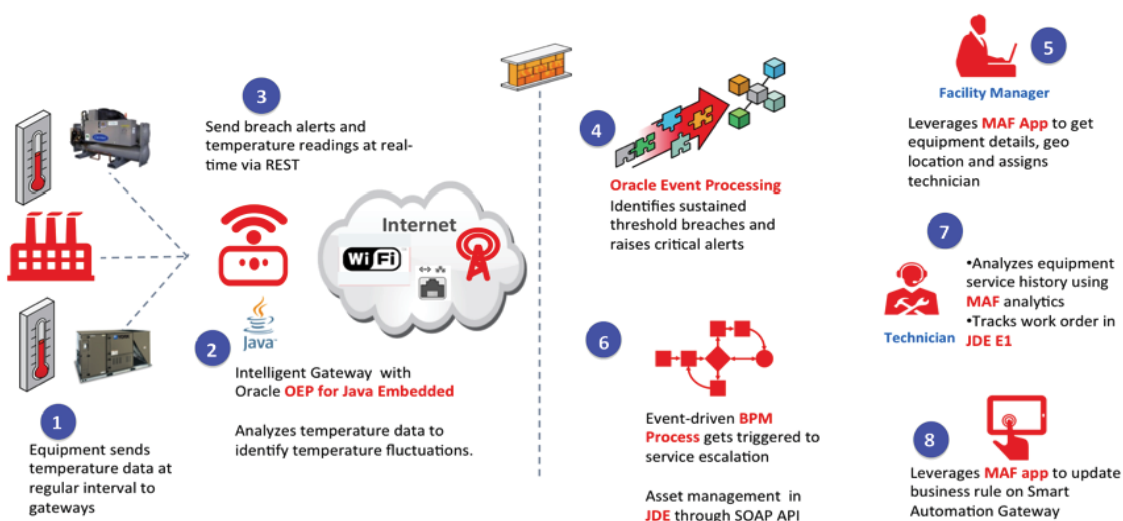 1
Equipment sends
temperature data at
regular interval to
gateways
2
Java
Intelligent Gateway with
Oracle OEP for Java Embedded
Analyzes temperature data to
identify temperature fluctuations.
3
Send breach alerts and
temperature readings at real-
time via REST
Internet
Wi Fi
4
Oracle Event Processing
Identifies sustained
threshold breaches and
raises critical alerts
5
Facility Manager
Leverages MAF App to get
equipment details, geo
location and assigns
technician
6
Event-driven BPM
Process gets triggered to
service escalation
Asset management in
JDE through SOAP API
7
Technician
•Analyzes equipment
service history using
MAF analytics
•Tracks work order in
JDE E1
8
Leverages MAF app to update
business rule on Smart
Automation Gateway